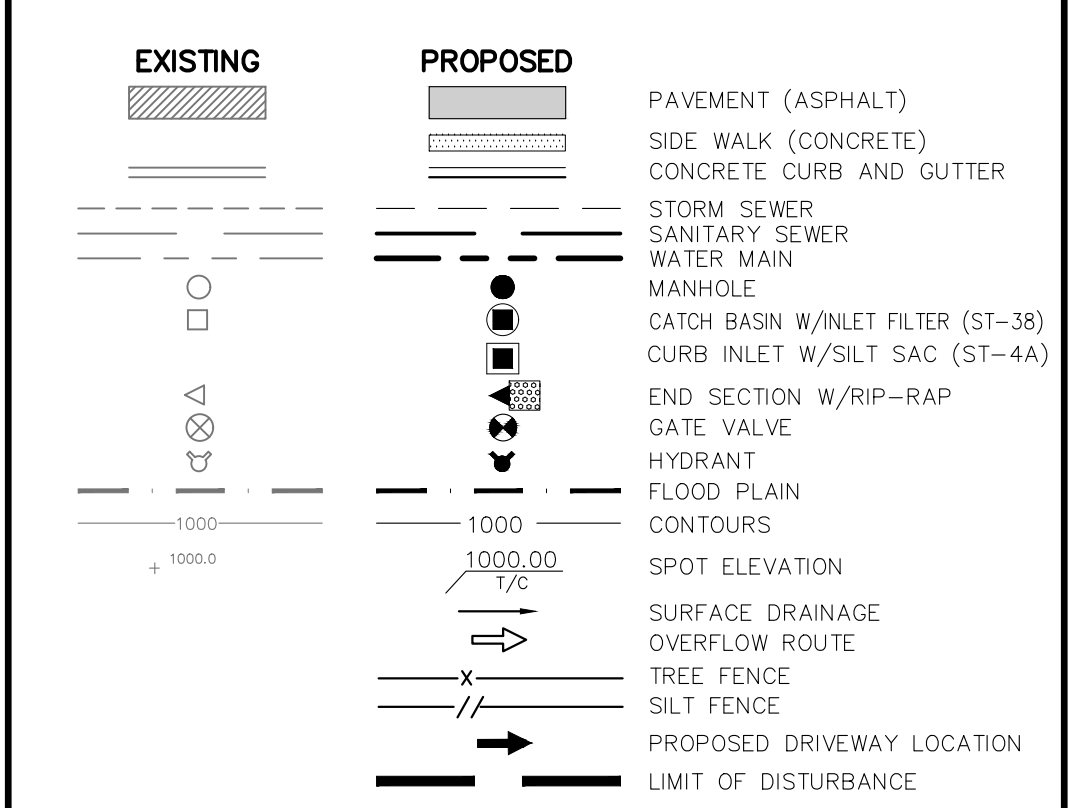 EXISTING PROPOSED
PAVEMENT (ASPHALT)
SIDE WALK (CONCRETE)
CONCRETE CURB AND GUTTER
STORM SEWER
SANITARY SEWER
WATER MAIN
MANHOLE
CATCH BASIN W/INLET FILTER (ST-38)
CURB INLET W/SILT SAC (ST-4A)
END SECTION W/RIP-RAP
GATE VALVE
HYDRANT
FLOOD PLAIN
1000 1000 CONTOURS
1000.0 1000.00 SPOT ELEVATION
T/C
SURFACE DRAINAGE
OVERFLOW ROUTE
X TREE FENCE
SILT FENCE
PROPOSED DRIVEWAY LOCATION
LIMIT OF DISTURBANCE